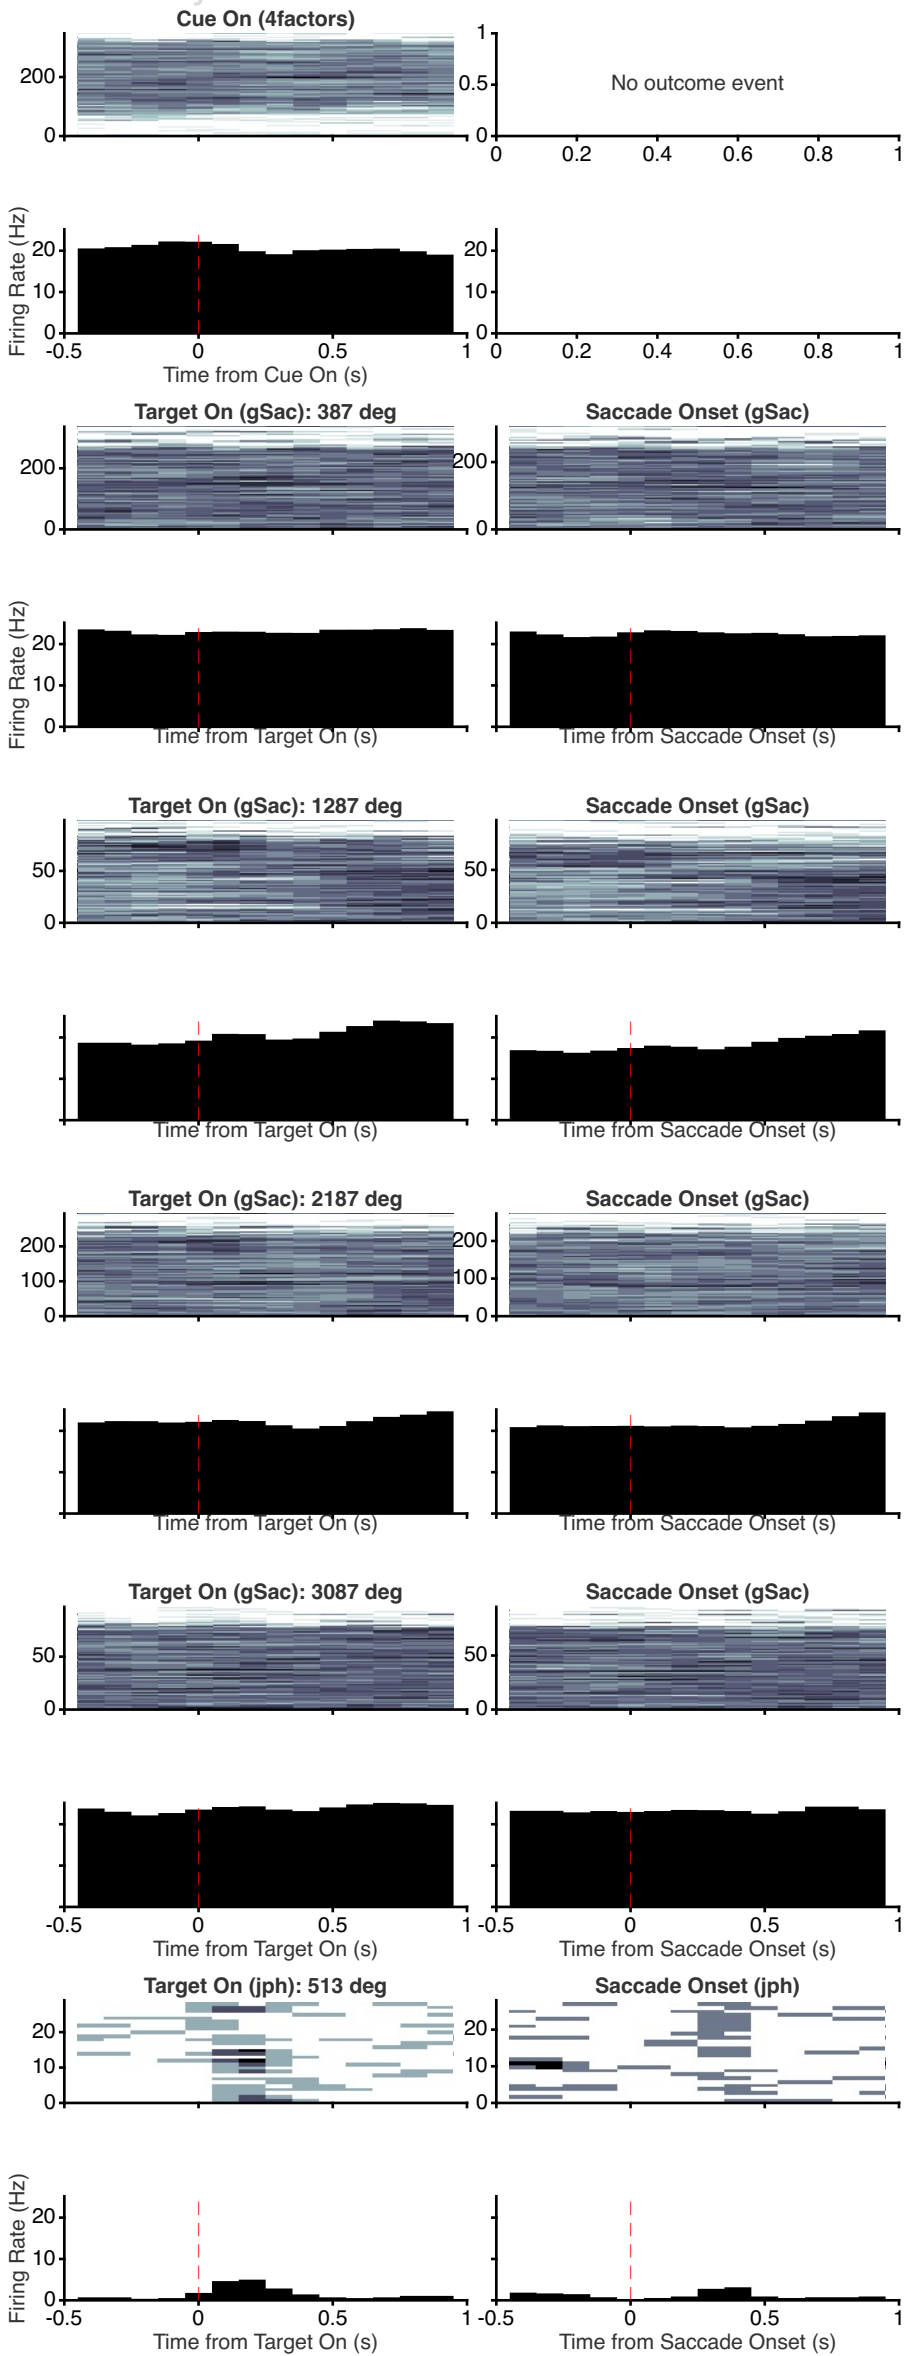 Cue On (4factors)
200
0
1
0.5
0
No outcome event
0 0.2 0.4 0.6 0.8 1
Firing Rate (Hz)
20
10
0
-0.5 0 0.5 1
Time from Cue On (s)
20
10
0
0 0.2 0.4 0.6 0.8 1
Target On (gSac): 387 deg
200
0
Saccade Onset (gSac)
200
0
Firing Rate (Hz)
20
10
0
Time from Target On (s)
Time from Saccade Onset (s)
Target On (gSac): 1287 deg
50
0
Saccade Onset (gSac)
50
0
Time from Target On (s)
Time from Saccade Onset (s)
Target On (gSac): 2187 deg
200
100
0
Saccade Onset (gSac)
200
100
0
Time from Target On (s)
Time from Saccade Onset (s)
Target On (gSac): 3087 deg
50
0
Saccade Onset (gSac)
50
0
-0.5 0 0.5 1
Time from Target On (s)
-0.5 0 0.5 1
Time from Saccade Onset (s)
Target On (jph): 513 deg
20
10
0
Saccade Onset (jph)
20
10
0
Firing Rate (Hz)
20
10
0
-0.5 0 0.5 1
Time from Target On (s)
-0.5 0 0.5 1
Time from Saccade Onset (s)